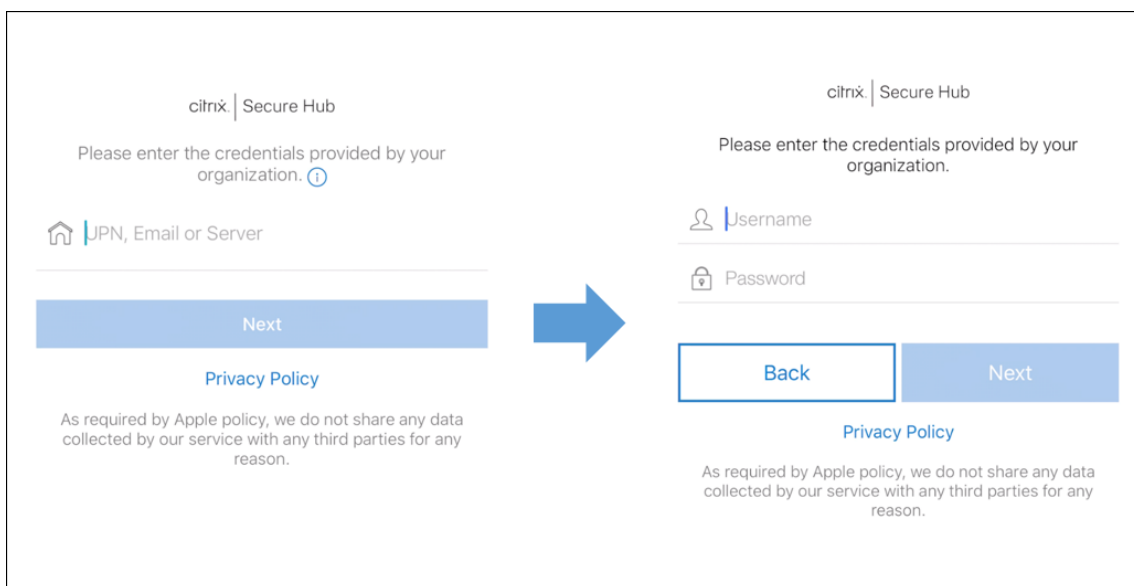 citrix. | Secure Hub
Please enter the credentials provided by your
organization.
UPN, Email or Server
Next
Privacy Policy
As required by Apple policy, we do not share any data
collected by our service with any third parties for any
reason.
citrix. | Secure Hub
Please enter the credentials provided by your
organization.
Username
Password
Back
Next
Privacy Policy
As required by Apple policy, we do not share any data
collected by our service with any third parties for any
reason.